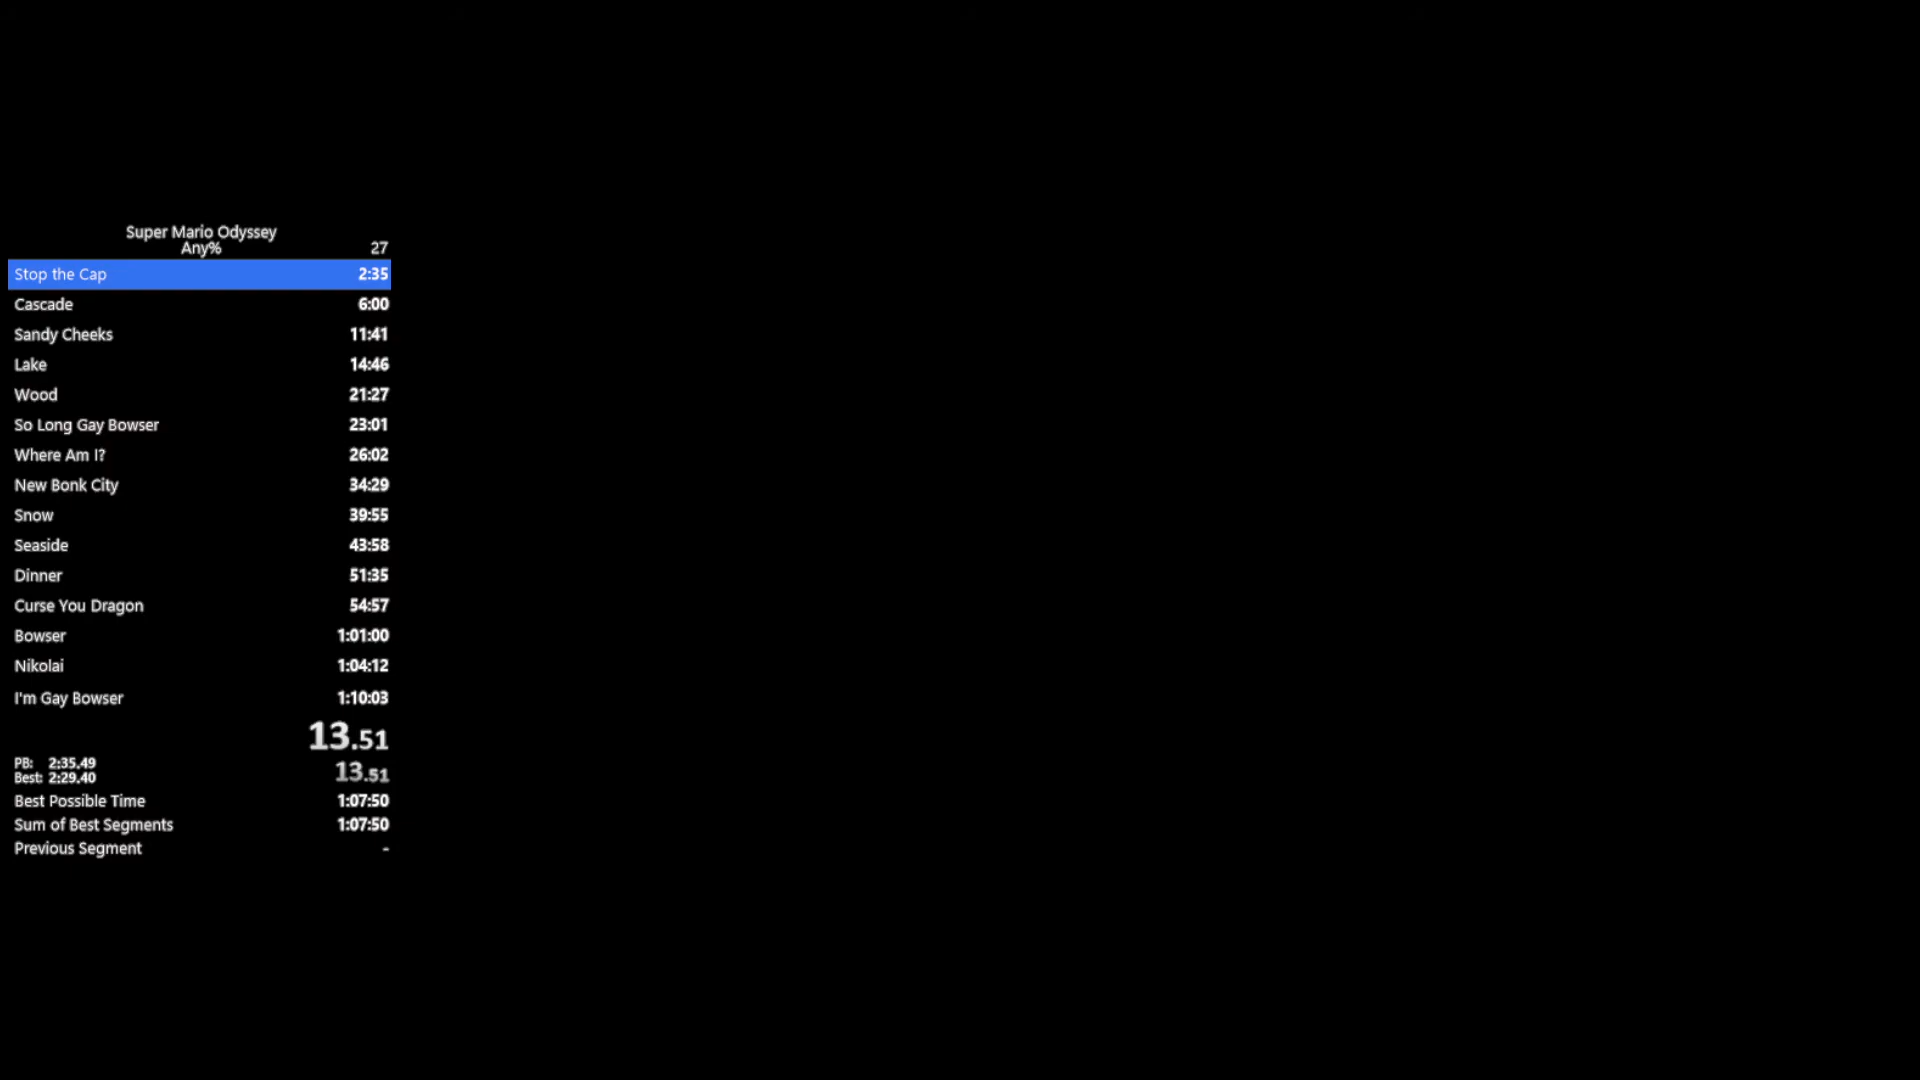 Super Mario Odyssey
Any% 27
Stop the Cap 2:35
Cascade 6:00
Sandy Cheeks 11:41
Lake 14:46
Wood 21:27
So Long Gay Bowser 23:01
Where Am I? 26:02
New Bonk City 34:29
Snow 39:55
Seaside 43:58
Dinner 51:35
Curse You Dragon 54:57
Bowser 1:01:00
Nikolai 1:04:12
I'm Gay Bowser 1:10:03
13.51
PB: 2:35.49
Best: 2:29.40 13.51
Best Possible Time 1:07:50
Sum of Best Segments 1:07:50
Previous Segment -